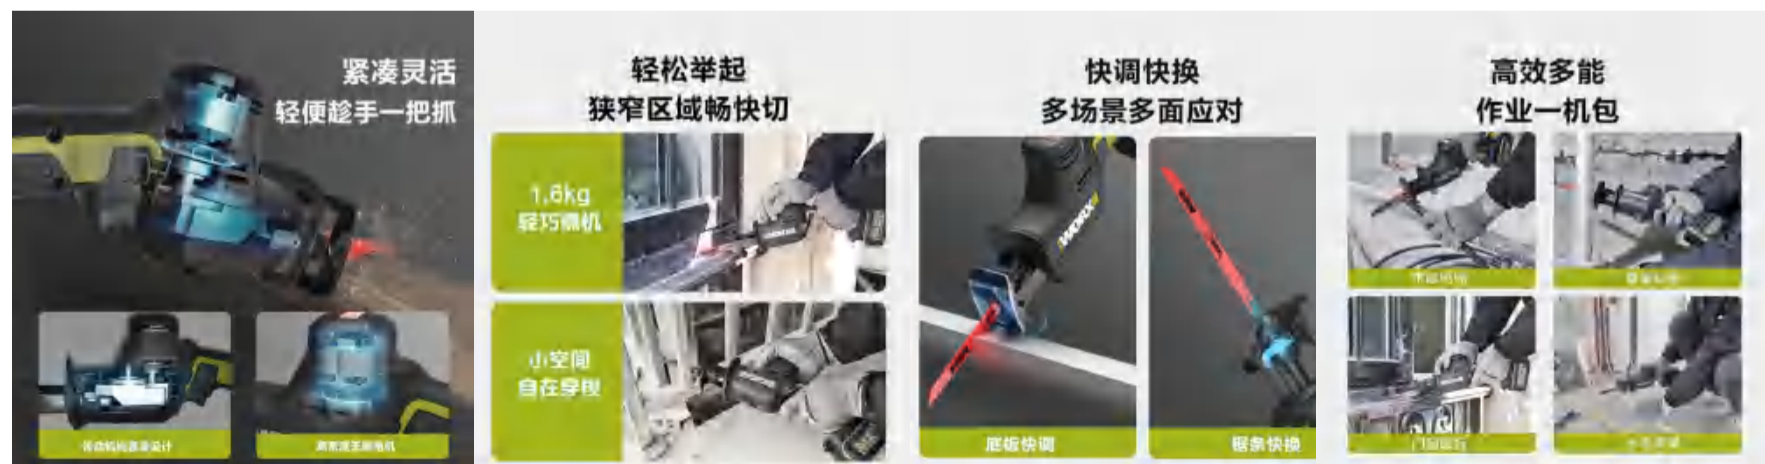 紧凑灵活
轻便趁手一把抓
轻松举起
狭窄区域畅快切
1.6kg
轻巧裸机
小空间
自在穿梭
快调快换
多场景多面应对
WORX
底板快调
锯条快换
高效多能
作业一机包